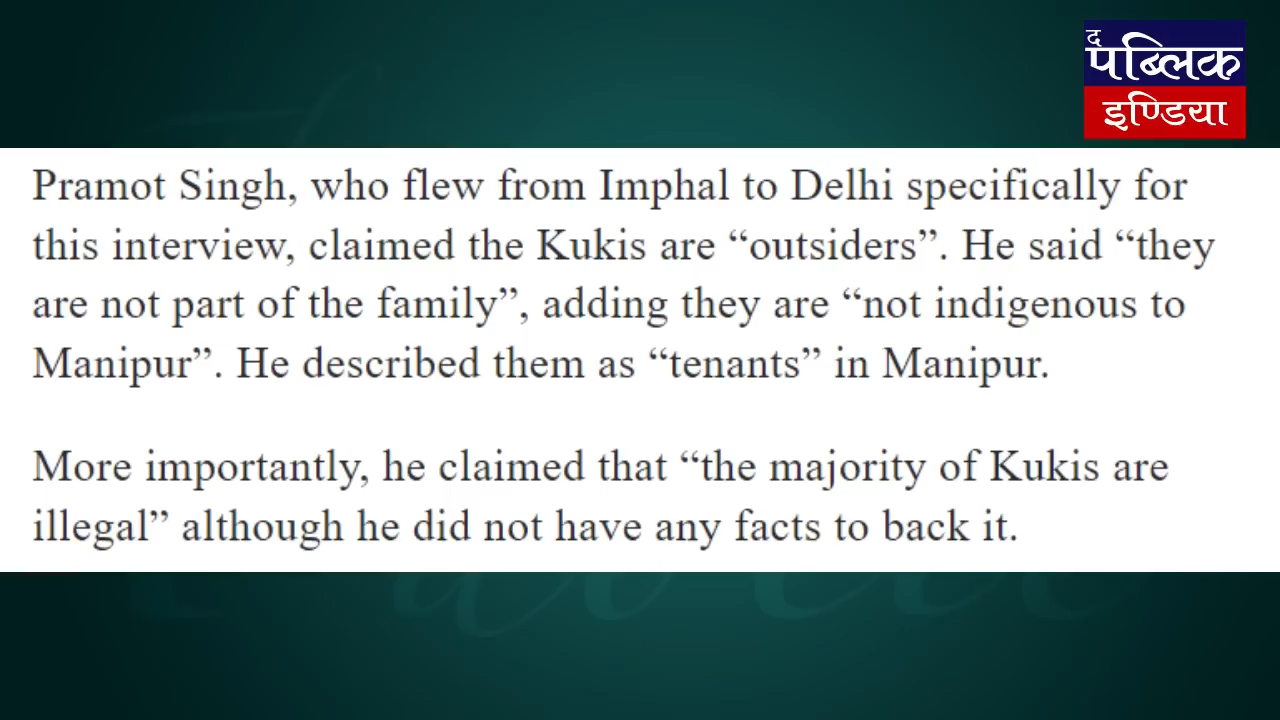 द
पब्लिक
इण्डिया
Pramot Singh, who flew from Imphal to Delhi specifically for
this interview, claimed the Kukis are “outsiders”. He said “they
are not part of the family”, adding they are “not indigenous to
Manipur”. He described them as “tenants” in Manipur.
More importantly, he claimed that “the majority of Kukis are
illegal” although he did not have any facts to back it.